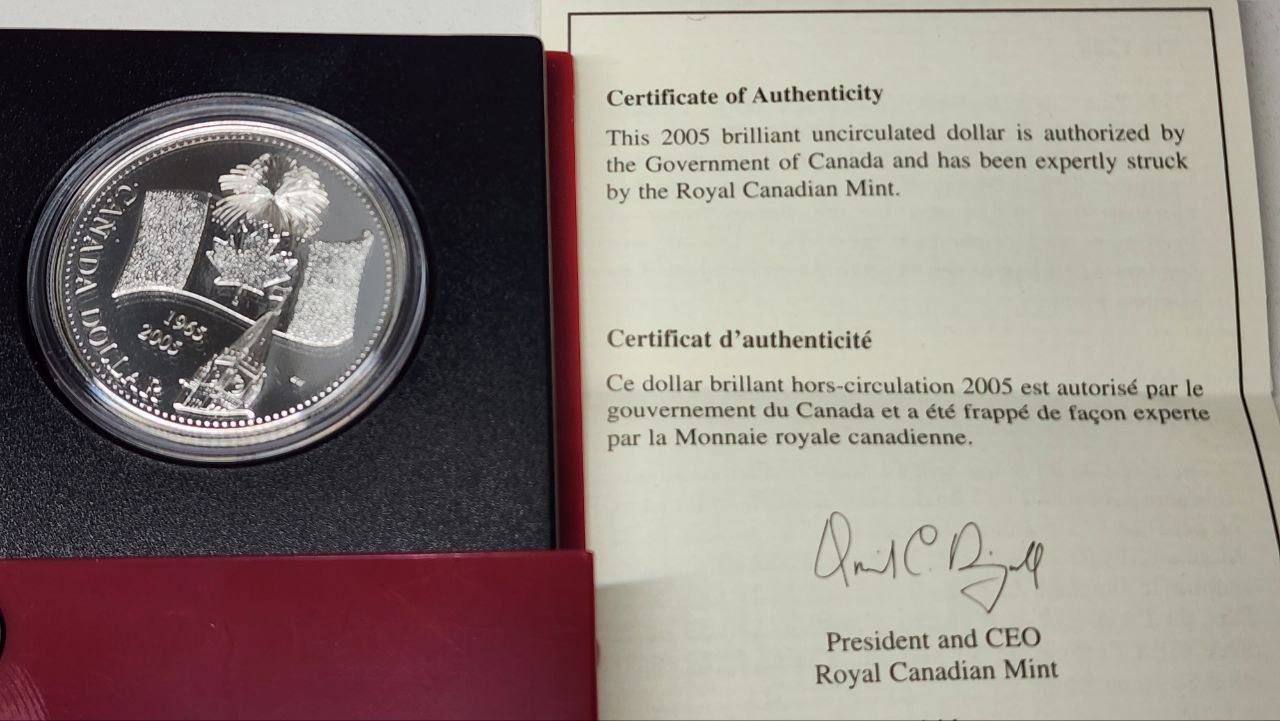 CANADA DOLLAR
1965
2005
Certificate of Authenticity
This 2005 brilliant uncirculated dollar is authorized by
the Government of Canada and has been expertly struck
by the Royal Canadian Mint.
Certificat d'authenticité
Ce dollar brillant hors-circulation 2005 est autorisé par le
gouvernement du Canada et a été frappé de façon experte
par la Monnaie royale canadienne.
President and CEO
Royal Canadian Mint